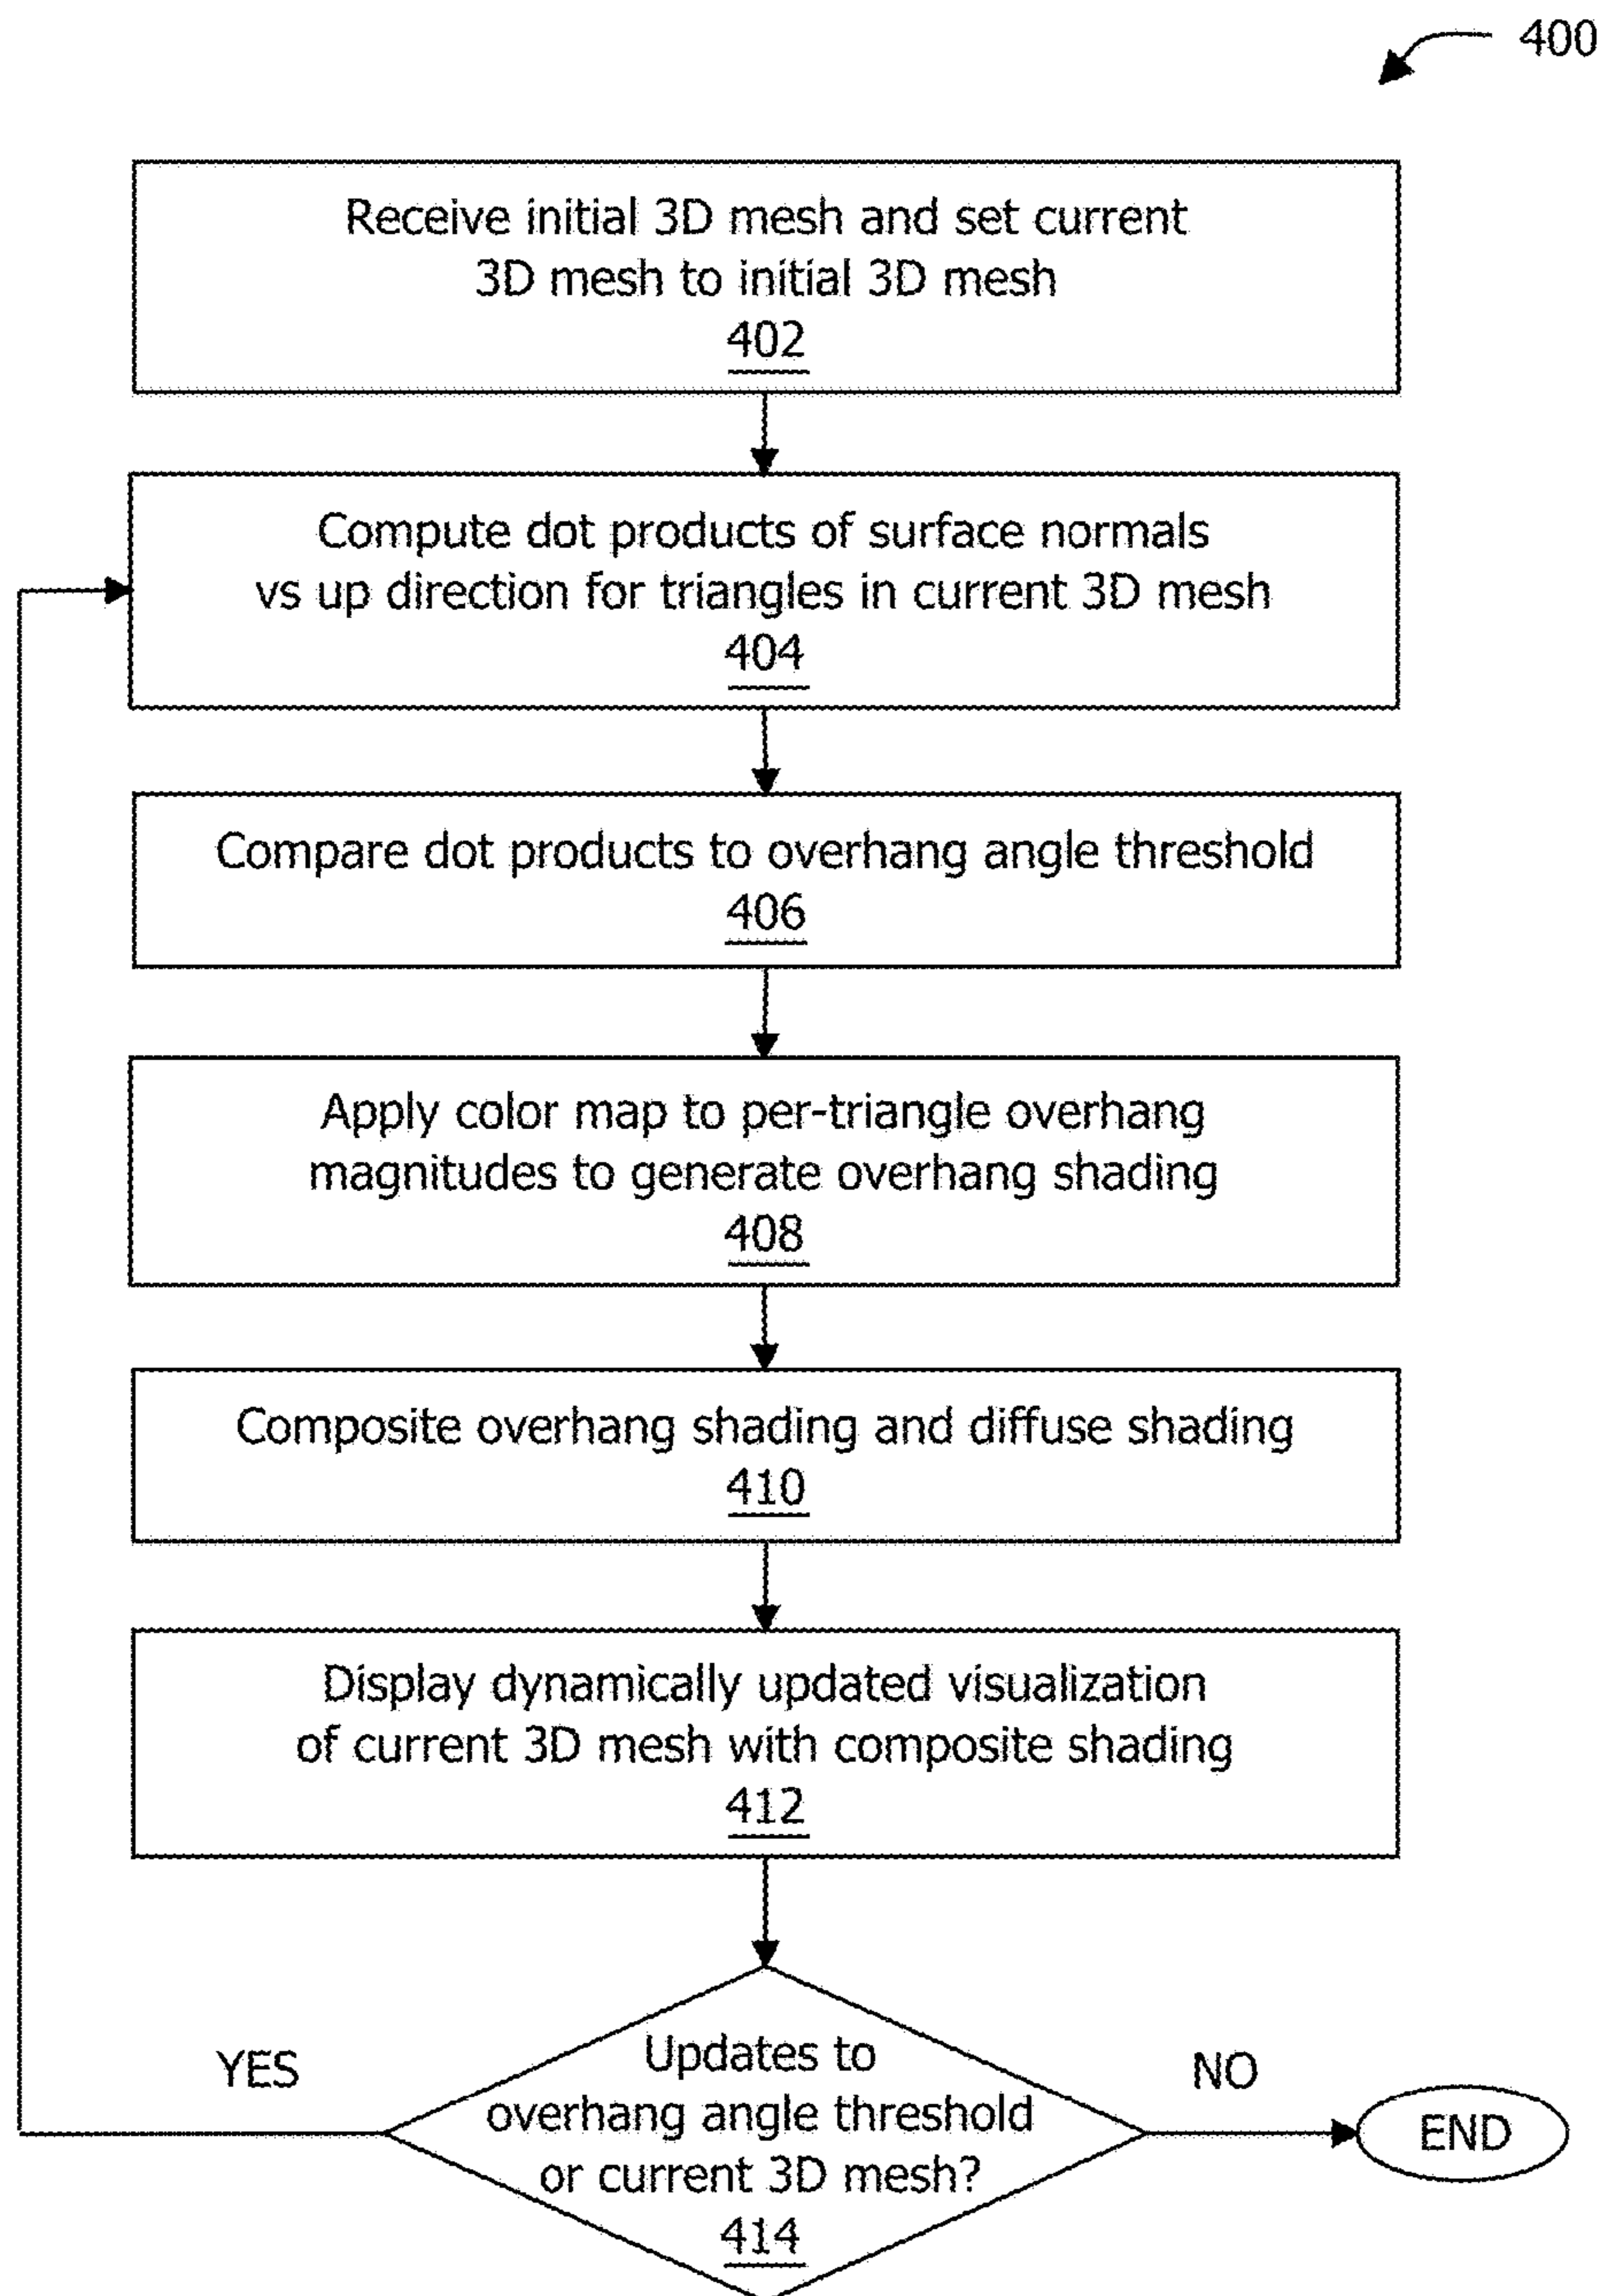 400
Receive initial 3D mesh and set current
3D mesh to initial 3D mesh
402
Compute dot products of surface normals
vs up direction for triangles in current 3D mesh
404
Compare dot products to overhang angle threshold
406
Apply color map to per-triangle overhang
magnitudes to generate overhang shading
408
Composite overhang shading and diffuse shading
410
Display dynamically updated visualization
of current 3D mesh with composite shading
412
Updates to
overhang angle threshold
or current 3D mesh?
414
YES
NO
END